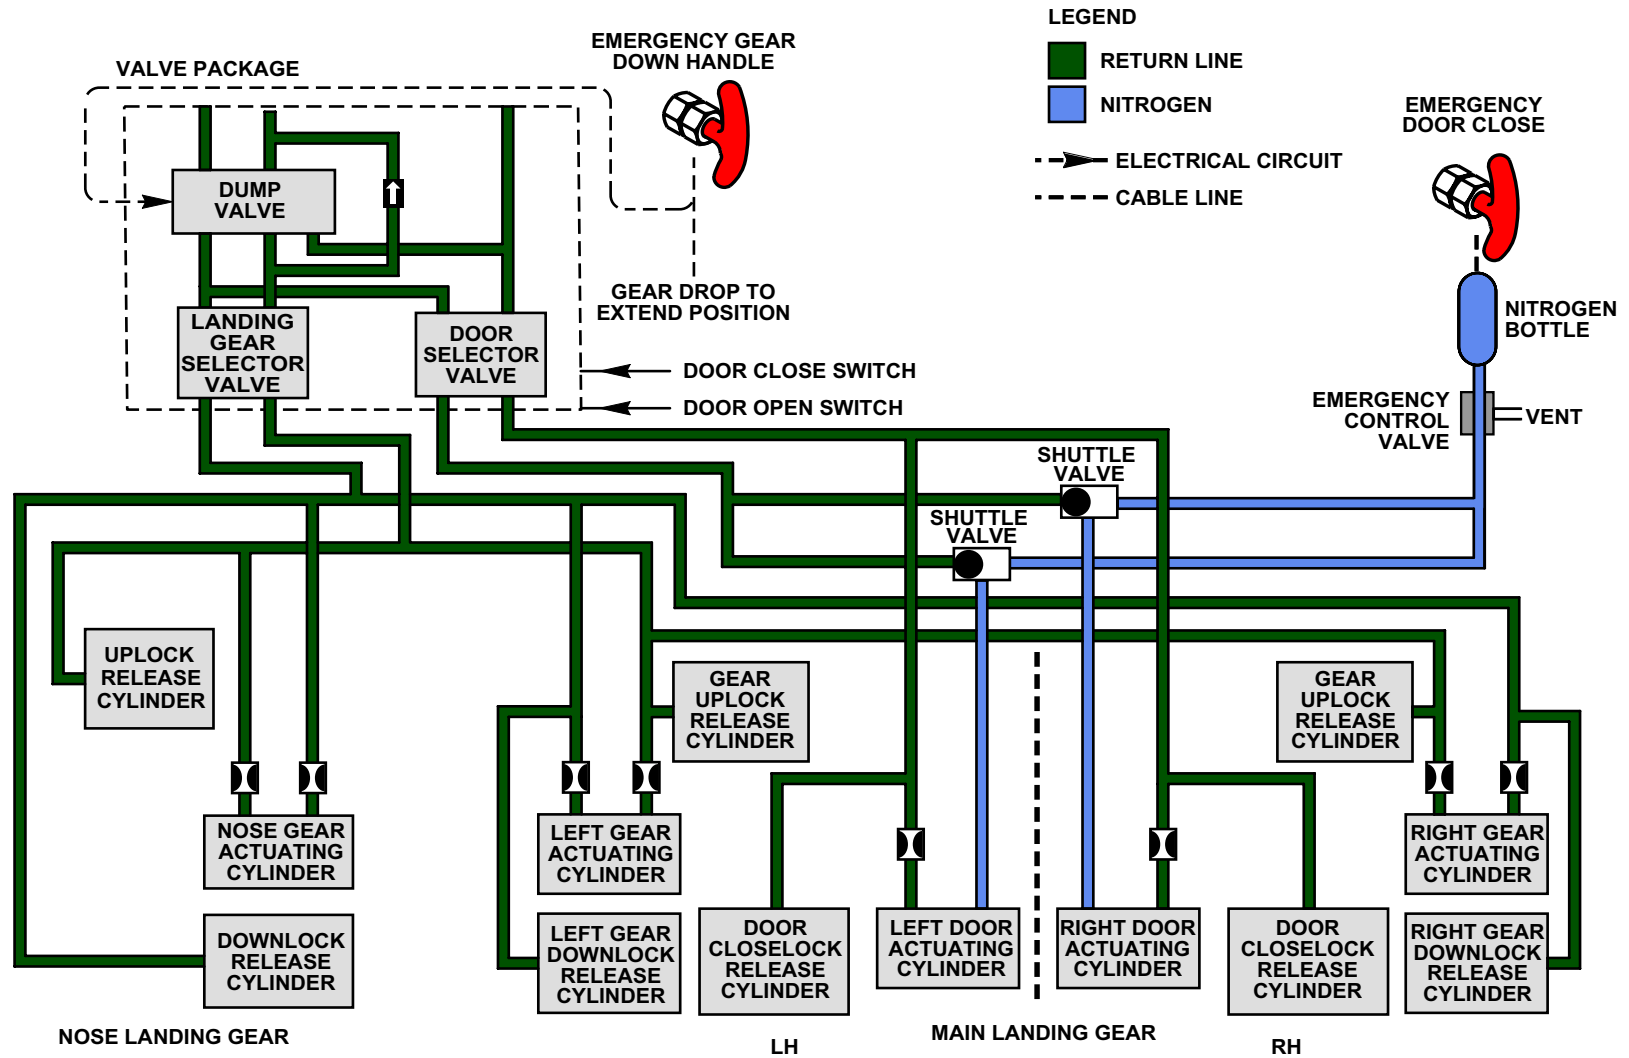 LEGEND
RETURN LINE
NITROGEN
ELECTRICAL CIRCUIT
CABLE LINE
EMERGENCY GEAR
DOWN HANDLE
VALVE PACKAGE
EMERGENCY
DOOR CLOSE
DUMP
VALVE
GEAR DROP TO
EXTEND POSITION
LANDING
GEAR
SELECTOR
VALVE
DOOR
SELECTOR
VALVE
DOOR CLOSE SWITCH
DOOR OPEN SWITCH
NITROGEN
BOTTLE
EMERGENCY
CONTROL
VALVE
VENT
SHUTTLE
VALVE
SHUTTLE
VALVE
UPLOCK
RELEASE
CYLINDER
GEAR
UPLOCK
RELEASE
CYLINDER
GEAR
UPLOCK
RELEASE
CYLINDER
NOSE GEAR
ACTUATING
CYLINDER
LEFT GEAR
ACTUATING
CYLINDER
RIGHT GEAR
ACTUATING
CYLINDER
DOWNLOCK
RELEASE
CYLINDER
LEFT GEAR
DOWNLOCK
RELEASE
CYLINDER
DOOR
CLOSELOCK
RELEASE
CYLINDER
LEFT DOOR
ACTUATING
CYLINDER
RIGHT DOOR
ACTUATING
CYLINDER
DOOR
CLOSELOCK
RELEASE
CYLINDER
RIGHT GEAR
DOWNLOCK
RELEASE
CYLINDER
NOSE LANDING GEAR
LH
MAIN LANDING GEAR
RH